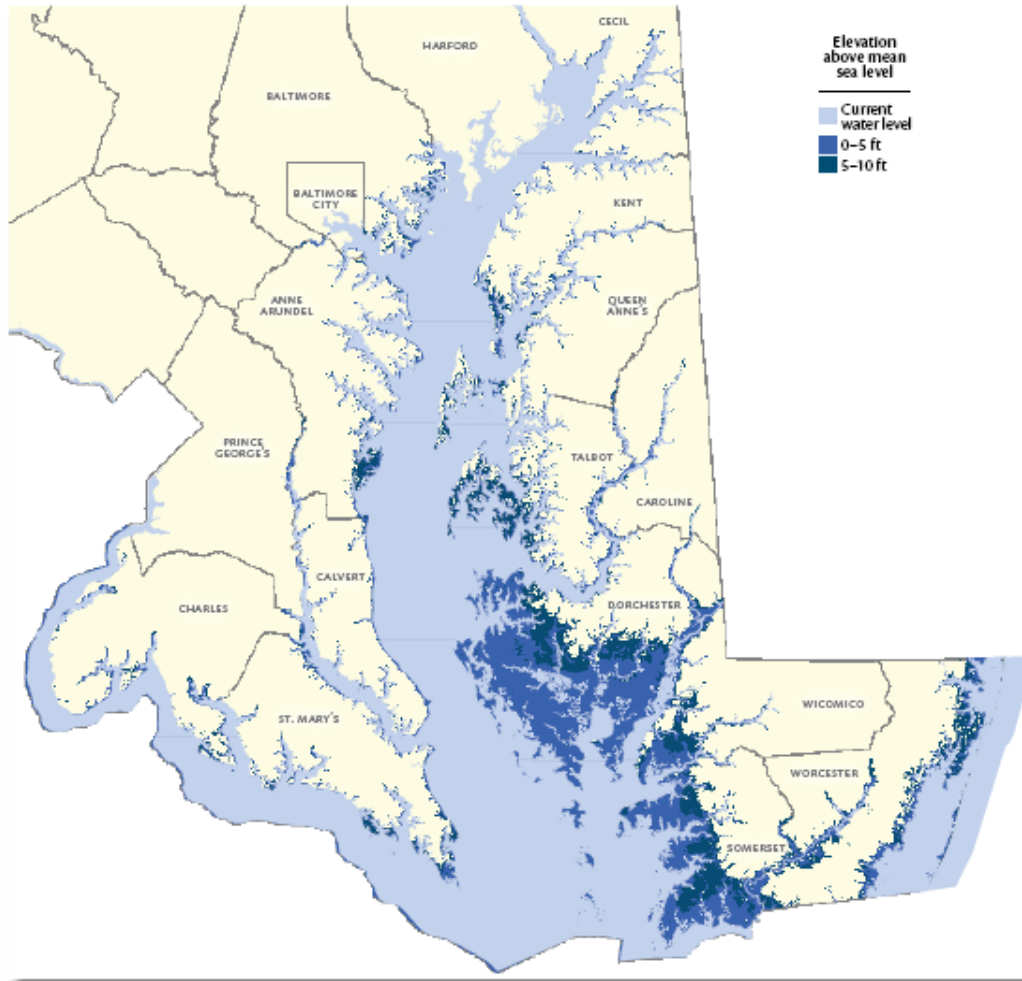 CECIL
HARFORD
Elevation
above mean
sea level
Current
water level
0–5 ft
5–10 ft
BALTIMORE
BALTIMORE
CITY
KENT
ANNE
ARUNDEL
QUEEN
ANNE'S
PRINCE
GEORGE'S
TALBOT
CAROLINE
CALVERT
CHARLES
DORCHESTER
ST. MARY'S
WICOMICO
WORCESTER
SOMERSET